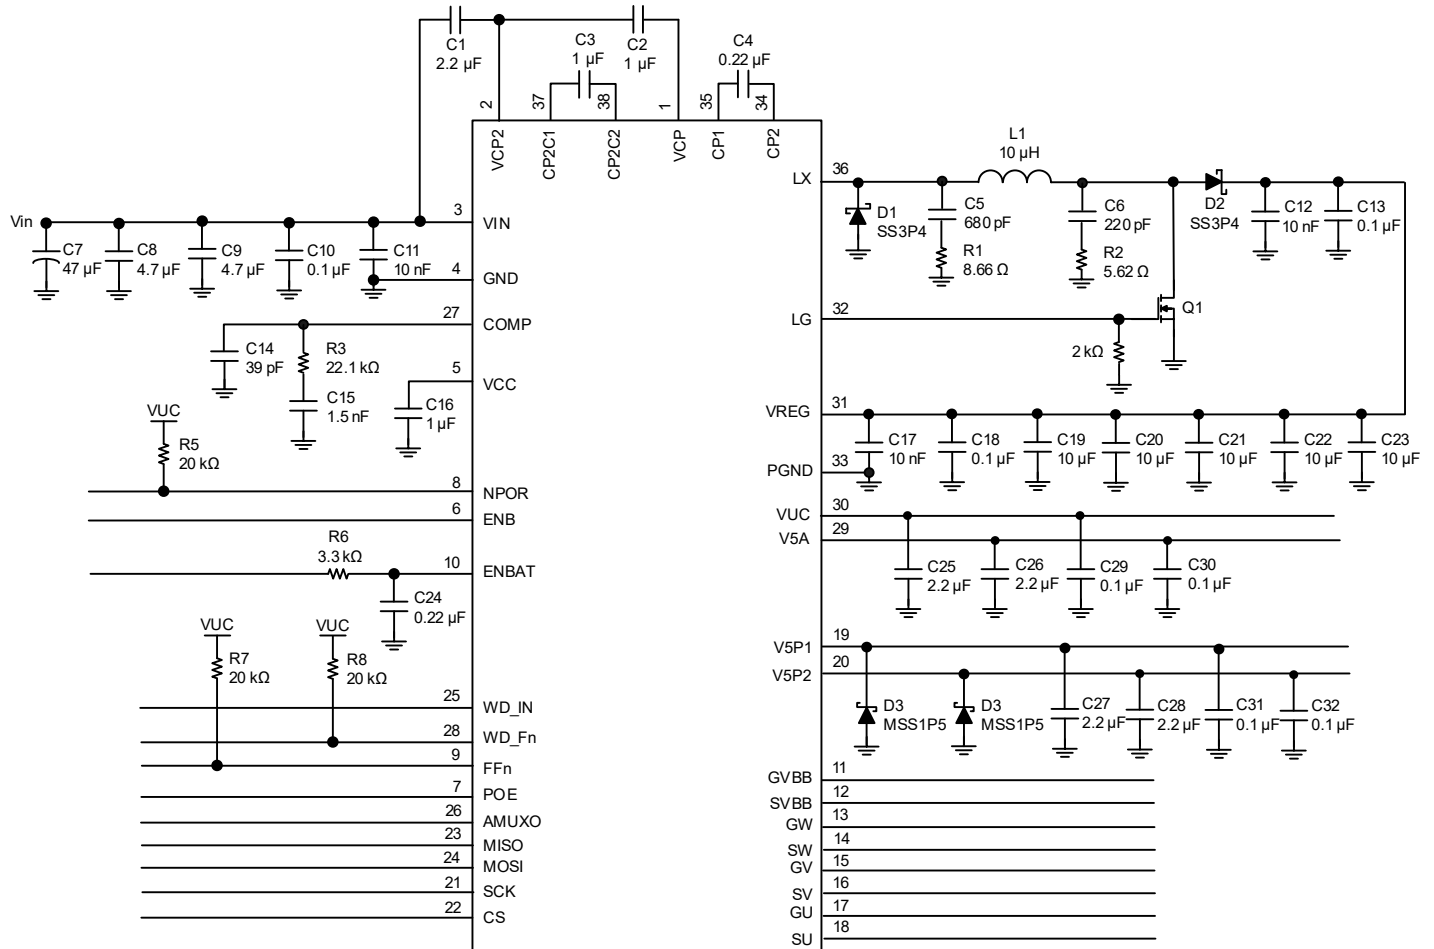 C1
2.2 µF
C3
1 µF
C2
1 µF
C4
0.22 µF
2
37
38
1
35
34
VCP2
CP2C1
CP2C2
VCP
CP1
CP2
Vin
3
VIN
C7
47 µF
C8
4.7 µF
C9
4.7 µF
C10
0.1 µF
C11
10 nF
4
GND
27
COMP
C14
39 pF
R3
22.1 kΩ
C15
1.5 nF
5
VCC
C16
1 µF
VUC
R5
20 kΩ
8
NPOR
6
ENB
R6
3.3 kΩ
10
ENBAT
C24
0.22 µF
VUC
R7
20 kΩ
VUC
R8
20 kΩ
25
WD_IN
28
WD_Fn
9
FFn
7
POE
26
AMUXO
23
MISO
24
MOSI
21
SCK
22
CS
LX
36
L1
10 µH
D1
SS3P4
C5
680 pF
R1
8.66 Ω
C6
220 pF
R2
5.62 Ω
D2
SS3P4
C12
10 nF
C13
0.1 µF
LG
32
Q1
2 kΩ
VREG
31
C17
10 nF
C18
0.1 µF
C19
10 µF
C20
10 µF
C21
10 µF
C22
10 µF
C23
10 µF
PGND
33
VUC
30
V5A
29
C25
2.2 µF
C26
2.2 µF
C29
0.1 µF
C30
0.1 µF
V5P1
19
V5P2
20
D3
MSS1P5
D3
MSS1P5
C27
2.2 µF
C28
2.2 µF
C31
0.1 µF
C32
0.1 µF
GVBB
11
SVBB
12
GW
13
SW
14
GV
15
SV
16
GU
17
SU
18